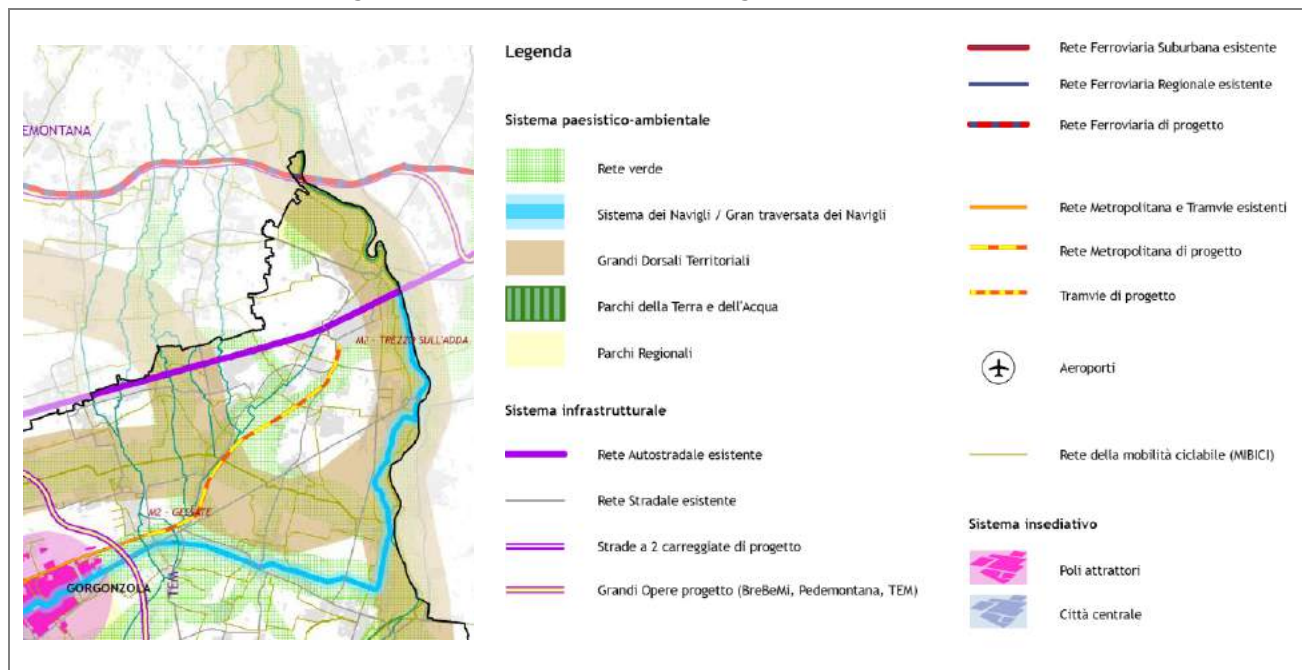 EMONTANA
M2 - TREZZO SULL'ADDA
M2 - GESSATE
GORGONZOLA
TEM
Legenda
Sistema paesistico-ambientale
Rete verde
Sistema dei Navigli / Gran traversata dei Navigli
Grandi Dorsali Territoriali
Parchi della Terra e dell'Acqua
Parchi Regionali
Sistema infrastrutturale
Rete Autostradale esistente
Rete Stradale esistente
Strade a 2 carreggiate di progetto
Grandi Opere progetto (BreBeMi, Pedemontana, TEM)
Rete Ferroviaria Suburbana esistente
Rete Ferroviaria Regionale esistente
Rete Ferroviaria di progetto
Rete Metropolitana e Tramvie esistenti
Rete Metropolitana di progetto
Tramvie di progetto
Aeroporti
Rete della mobilità ciclabile (MIBICI)
Sistema insediativo
Poli attrattori
Città centrale